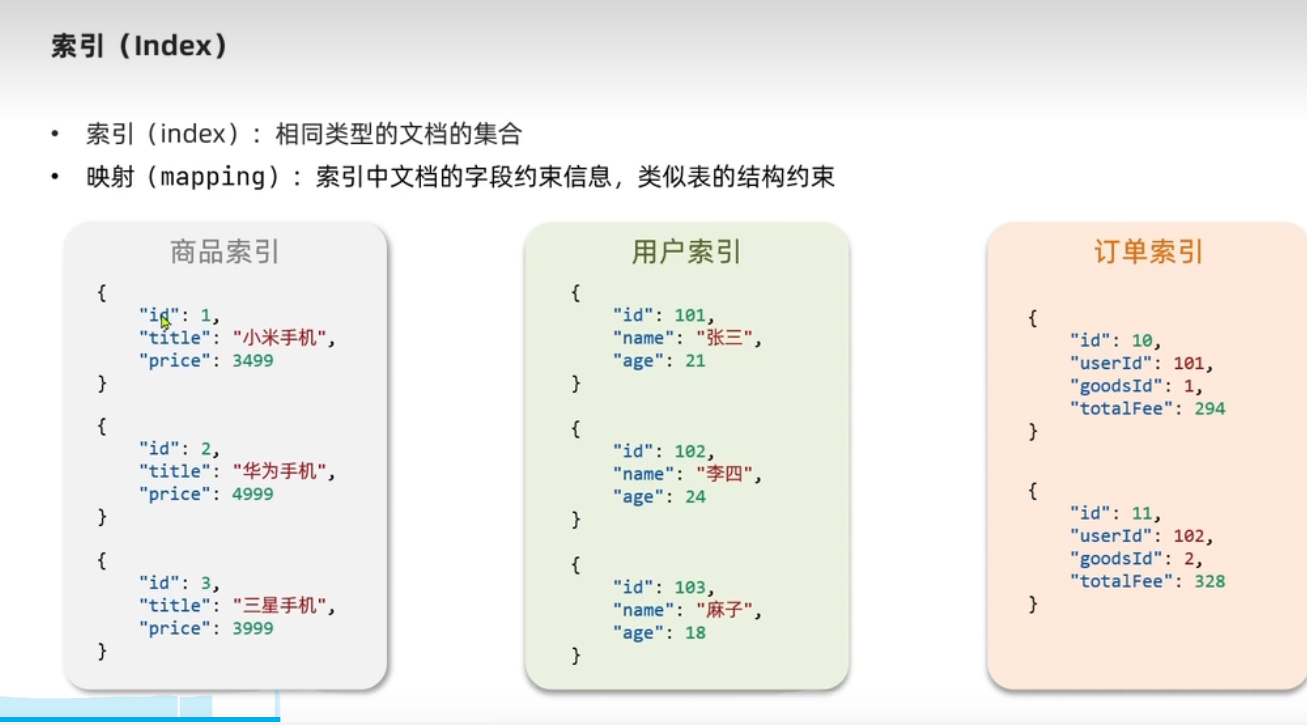 索引（Index）
• 索引（index）：相同类型的文档的集合
• 映射（mapping）：索引中文档的字段约束信息，类似表的结构约束
商品索引
{
"id": 1,
"title": "小米手机",
"price": 3499
}
{
"id": 2,
"title": "华为手机",
"price": 4999
}
{
"id": 3,
"title": "三星手机",
"price": 3999
}
用户索引
{
"id": 101,
"name": "张三",
"age": 21
}
{
"id": 102,
"name": "李四",
"age": 24
}
{
"id": 103,
"name": "麻子",
"age": 18
}
订单索引
{
"id": 10,
"userId": 101,
"goodsId": 1,
"totalFee": 294
}
{
"id": 11,
"userId": 102,
"goodsId": 2,
"totalFee": 328
}